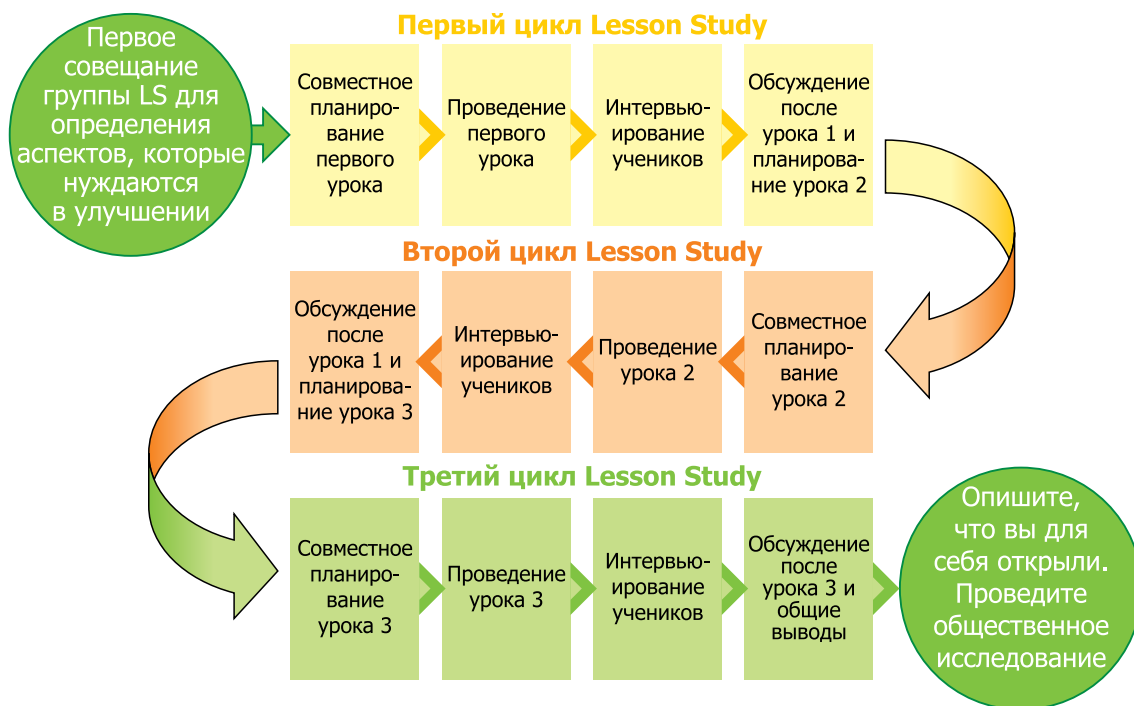 Первое
совещание
группы LS для
определения
аспектов, которые
нуждаются
в улучшении
Первый цикл Lesson Study
Совместное
планиро-
вание
первого
урока
Проведение
первого
урока
Интервью-
ирование
учеников
Обсуждение
после
урока 1 и
планирова-
ние урока 2
Второй цикл Lesson Study
Совместное
планиро-
вание
урока 2
Проведение
урока 2
Интервью-
ирование
учеников
Обсуждение
после
урока 1 и
планирова-
ние урока 3
Третий цикл Lesson Study
Совместное
планиро-
вание
урока 3
Проведение
урока 3
Интервью-
ирование
учеников
Обсуждение
после
урока 3 и
общие
выводы
Опишите,
что вы для
себя открыли.
Проведите
общественное
исследование